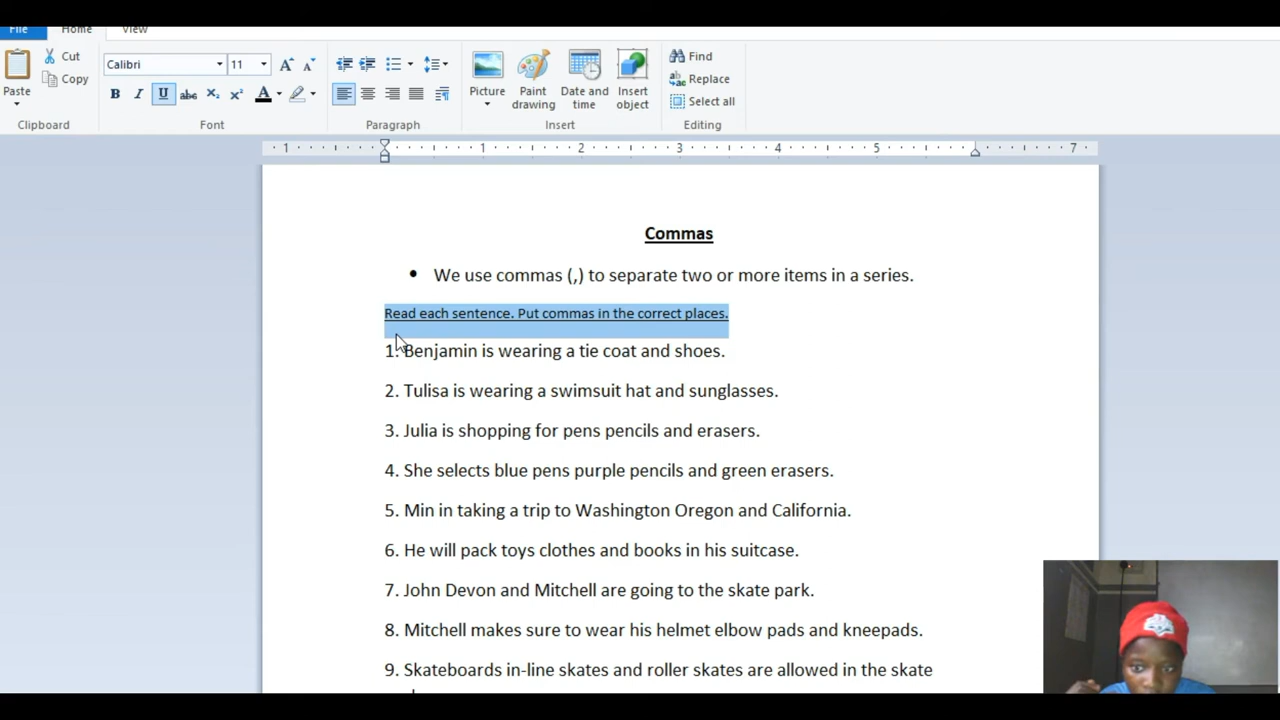 File Home View
Cut
Copy
Paste
Clipboard
Calibri 11
B I U abc X₂ X² A
Font
Paragraph
Picture
Paint drawing
Date and time
Insert object
Insert
Find
Replace
Select all
Editing
1 1 2 3 4 5 7
Commas
• We use commas (,) to separate two or more items in a series.
Read each sentence. Put commas in the correct places.
1. Benjamin is wearing a tie coat and shoes.
2. Tulisa is wearing a swimsuit hat and sunglasses.
3. Julia is shopping for pens pencils and erasers.
4. She selects blue pens purple pencils and green erasers.
5. Min in taking a trip to Washington Oregon and California.
6. He will pack toys clothes and books in his suitcase.
7. John Devon and Mitchell are going to the skate park.
8. Mitchell makes sure to wear his helmet elbow pads and kneepads.
9. Skateboards in-line skates and roller skates are allowed in the skate